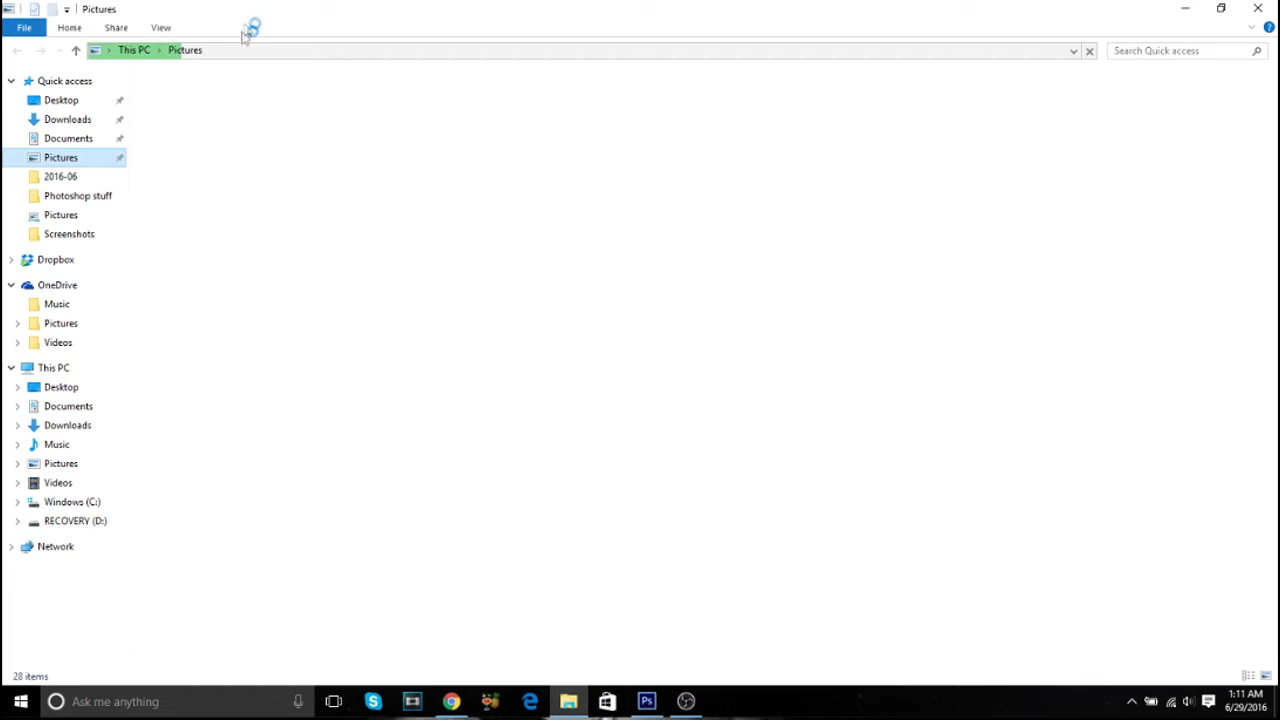 Pictures
File Home Share View
This PC Pictures
Search Quick access
Quick access
Desktop
Downloads
Documents
Pictures
2016-06
Photoshop stuff
Pictures
Screenshots
Dropbox
OneDrive
Music
Pictures
Videos
This PC
Desktop
Documents
Downloads
Music
Pictures
Videos
Windows (C:)
RECOVERY (D:)
Network
28 items
Ask me anything
1:11 AM
6/29/2016